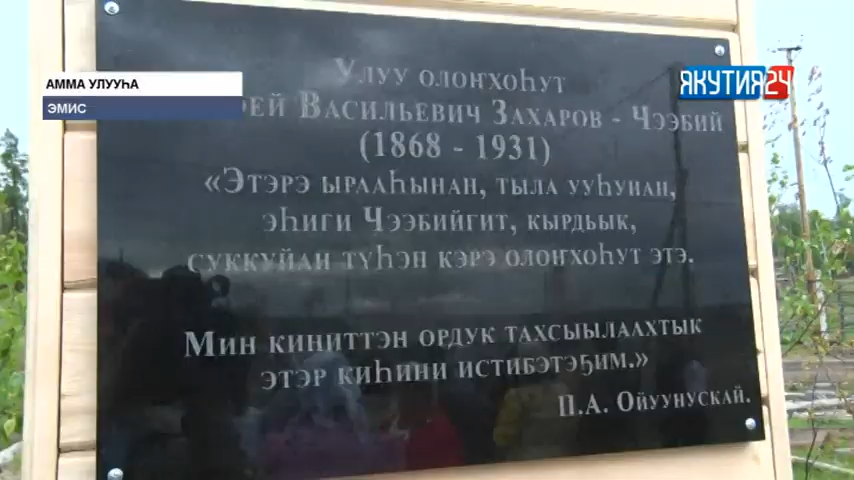 АММА УЛУУҺА
ЭМИС
ЯКУТИЯ24
Улуу олоҥхоһут
Васильевич Захаров - Чээбий
(1868 - 1931)
«Этэрэ ырааһынан, тыла ууһунан,
эһиги Чээбийгит, кырдьык,
суккуйан түһэн кэрэ олоҥхоһут этэ.
Мин киниттэн ордук тахсыылаахтык
этэр киһини истибэтэҕим.»
П.А. Ойуунускай.